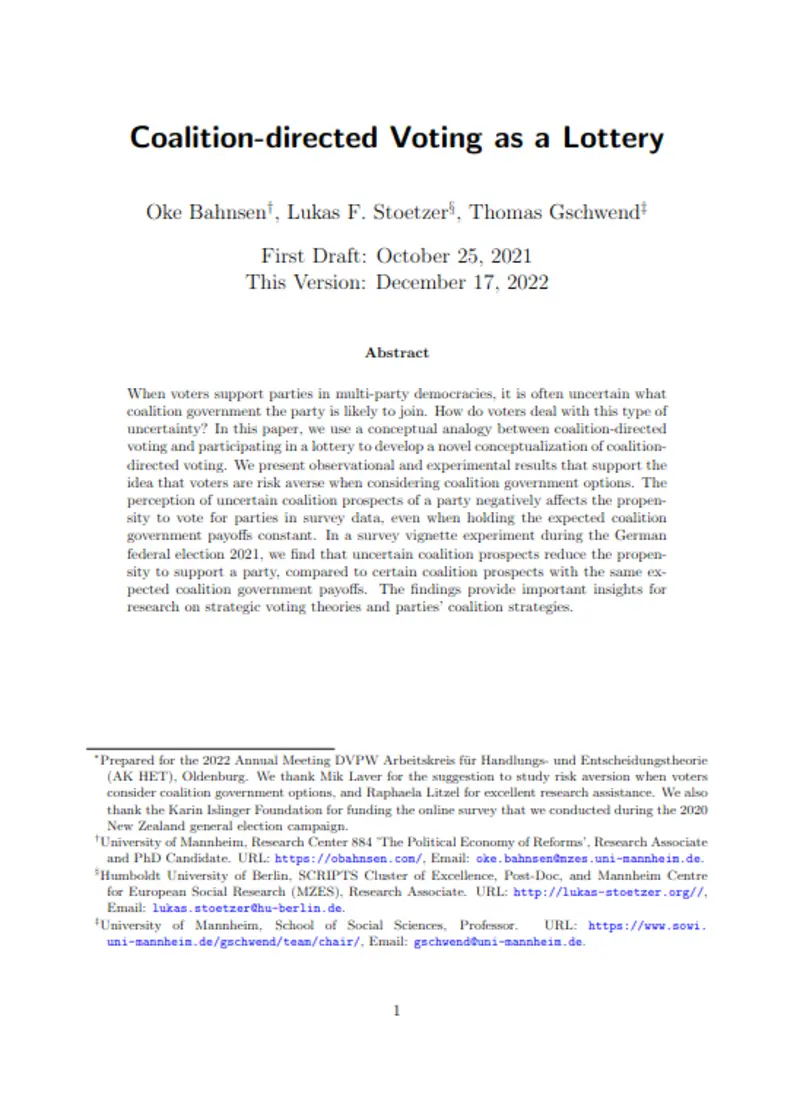 Coalition-directed Voting as a Lottery
Oke Bahnsen†, Lukas F. Stoetzer§, Thomas Gschwend‡
First Draft: October 25, 2021
This Version: December 17, 2022
Abstract
When voters support parties in multi-party democracies, it is often uncertain what
coalition government the party is likely to join. How do voters deal with this type of
uncertainty? In this paper, we use a conceptual analogy between coalition-directed
voting and participating in a lottery to develop a novel conceptualization of coalition-
directed voting. We present observational and experimental results that support the
idea that voters are risk averse when considering coalition government options. The
perception of uncertain coalition prospects of a party negatively affects the propen-
sity to vote for parties in survey data, even when holding the expected coalition
government payoffs constant. In a survey vignette experiment during the German
federal election 2021, we find that uncertain coalition prospects reduce the propen-
sity to support a party, compared to certain coalition prospects with the same ex-
pected coalition government payoffs. The findings provide important insights for
research on strategic voting theories and parties' coalition strategies.
*Prepared for the 2022 Annual Meeting DVPW Arbeitskreis für Handlungs- und Entscheidungstheorie
(AK HET), Oldenburg. We thank Mik Laver for the suggestion to study risk aversion when voters
consider coalition government options, and Raphaela Litzel for excellent research assistance. We also
thank the Karin Islinger Foundation for funding the online survey that we conducted during the 2020
New Zealand general election campaign.
†University of Mannheim, Research Center 884 'The Political Economy of Reforms', Research Associate
and PhD Candidate. URL: https://obahnsen.com/, Email: oke.bahnsen@mzes.uni-mannheim.de.
§Humboldt University of Berlin, SCRIPTS Cluster of Excellence, Post-Doc, and Mannheim Centre
for European Social Research (MZES), Research Associate. URL: http://lukas-stoetzer.org//,
Email: lukas.stoetzer@hu-berlin.de.
‡University of Mannheim, School of Social Sciences, Professor. URL: https://www.sowi.
uni-mannheim.de/gschwend/team/chair/, Email: gschwend@uni-mannheim.de.
1